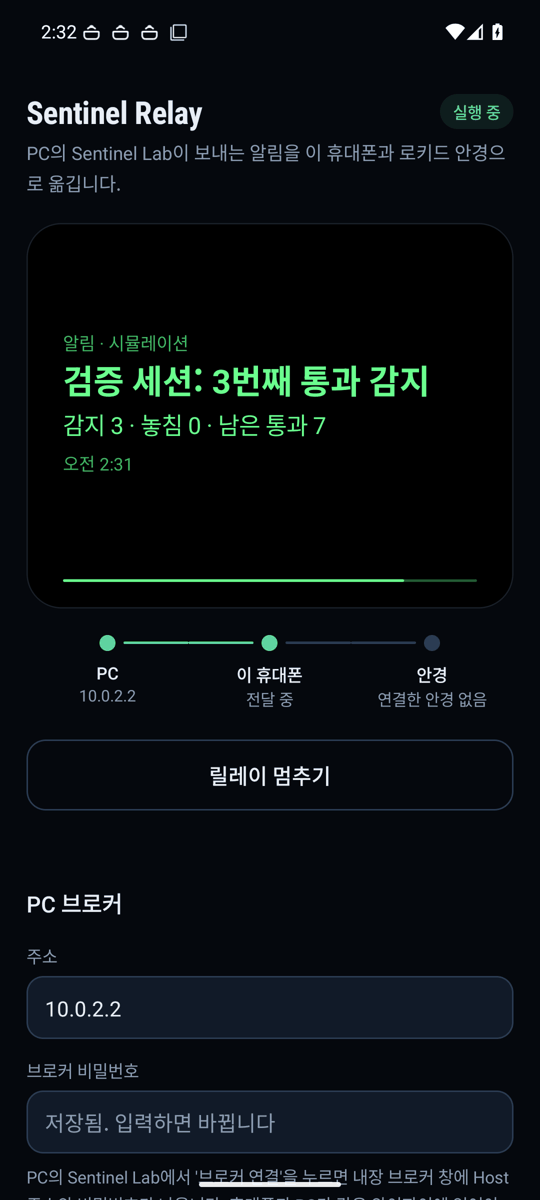 2:32
Sentinel Relay
실행 중
PC의 Sentinel Lab이 보내는 알림을 이 휴대폰과 로키드 안경으
로 옮깁니다.
알림 · 시뮬레이션
검증 세션: 3번째 통과 감지
감지 3 · 놓침 0 · 남은 통과 7
오전 2:31
PC
이 휴대폰
안경
10.0.2.2
전달 중
연결한 안경 없음
릴레이 멈추기
PC 브로커
주소
10.0.2.2
브로커 비밀번호
저장됨. 입력하면 바뀝니다
PC의 Sentinel Lab에서 '브로커 연결'을 누르면 내장 브로커 창에 Host